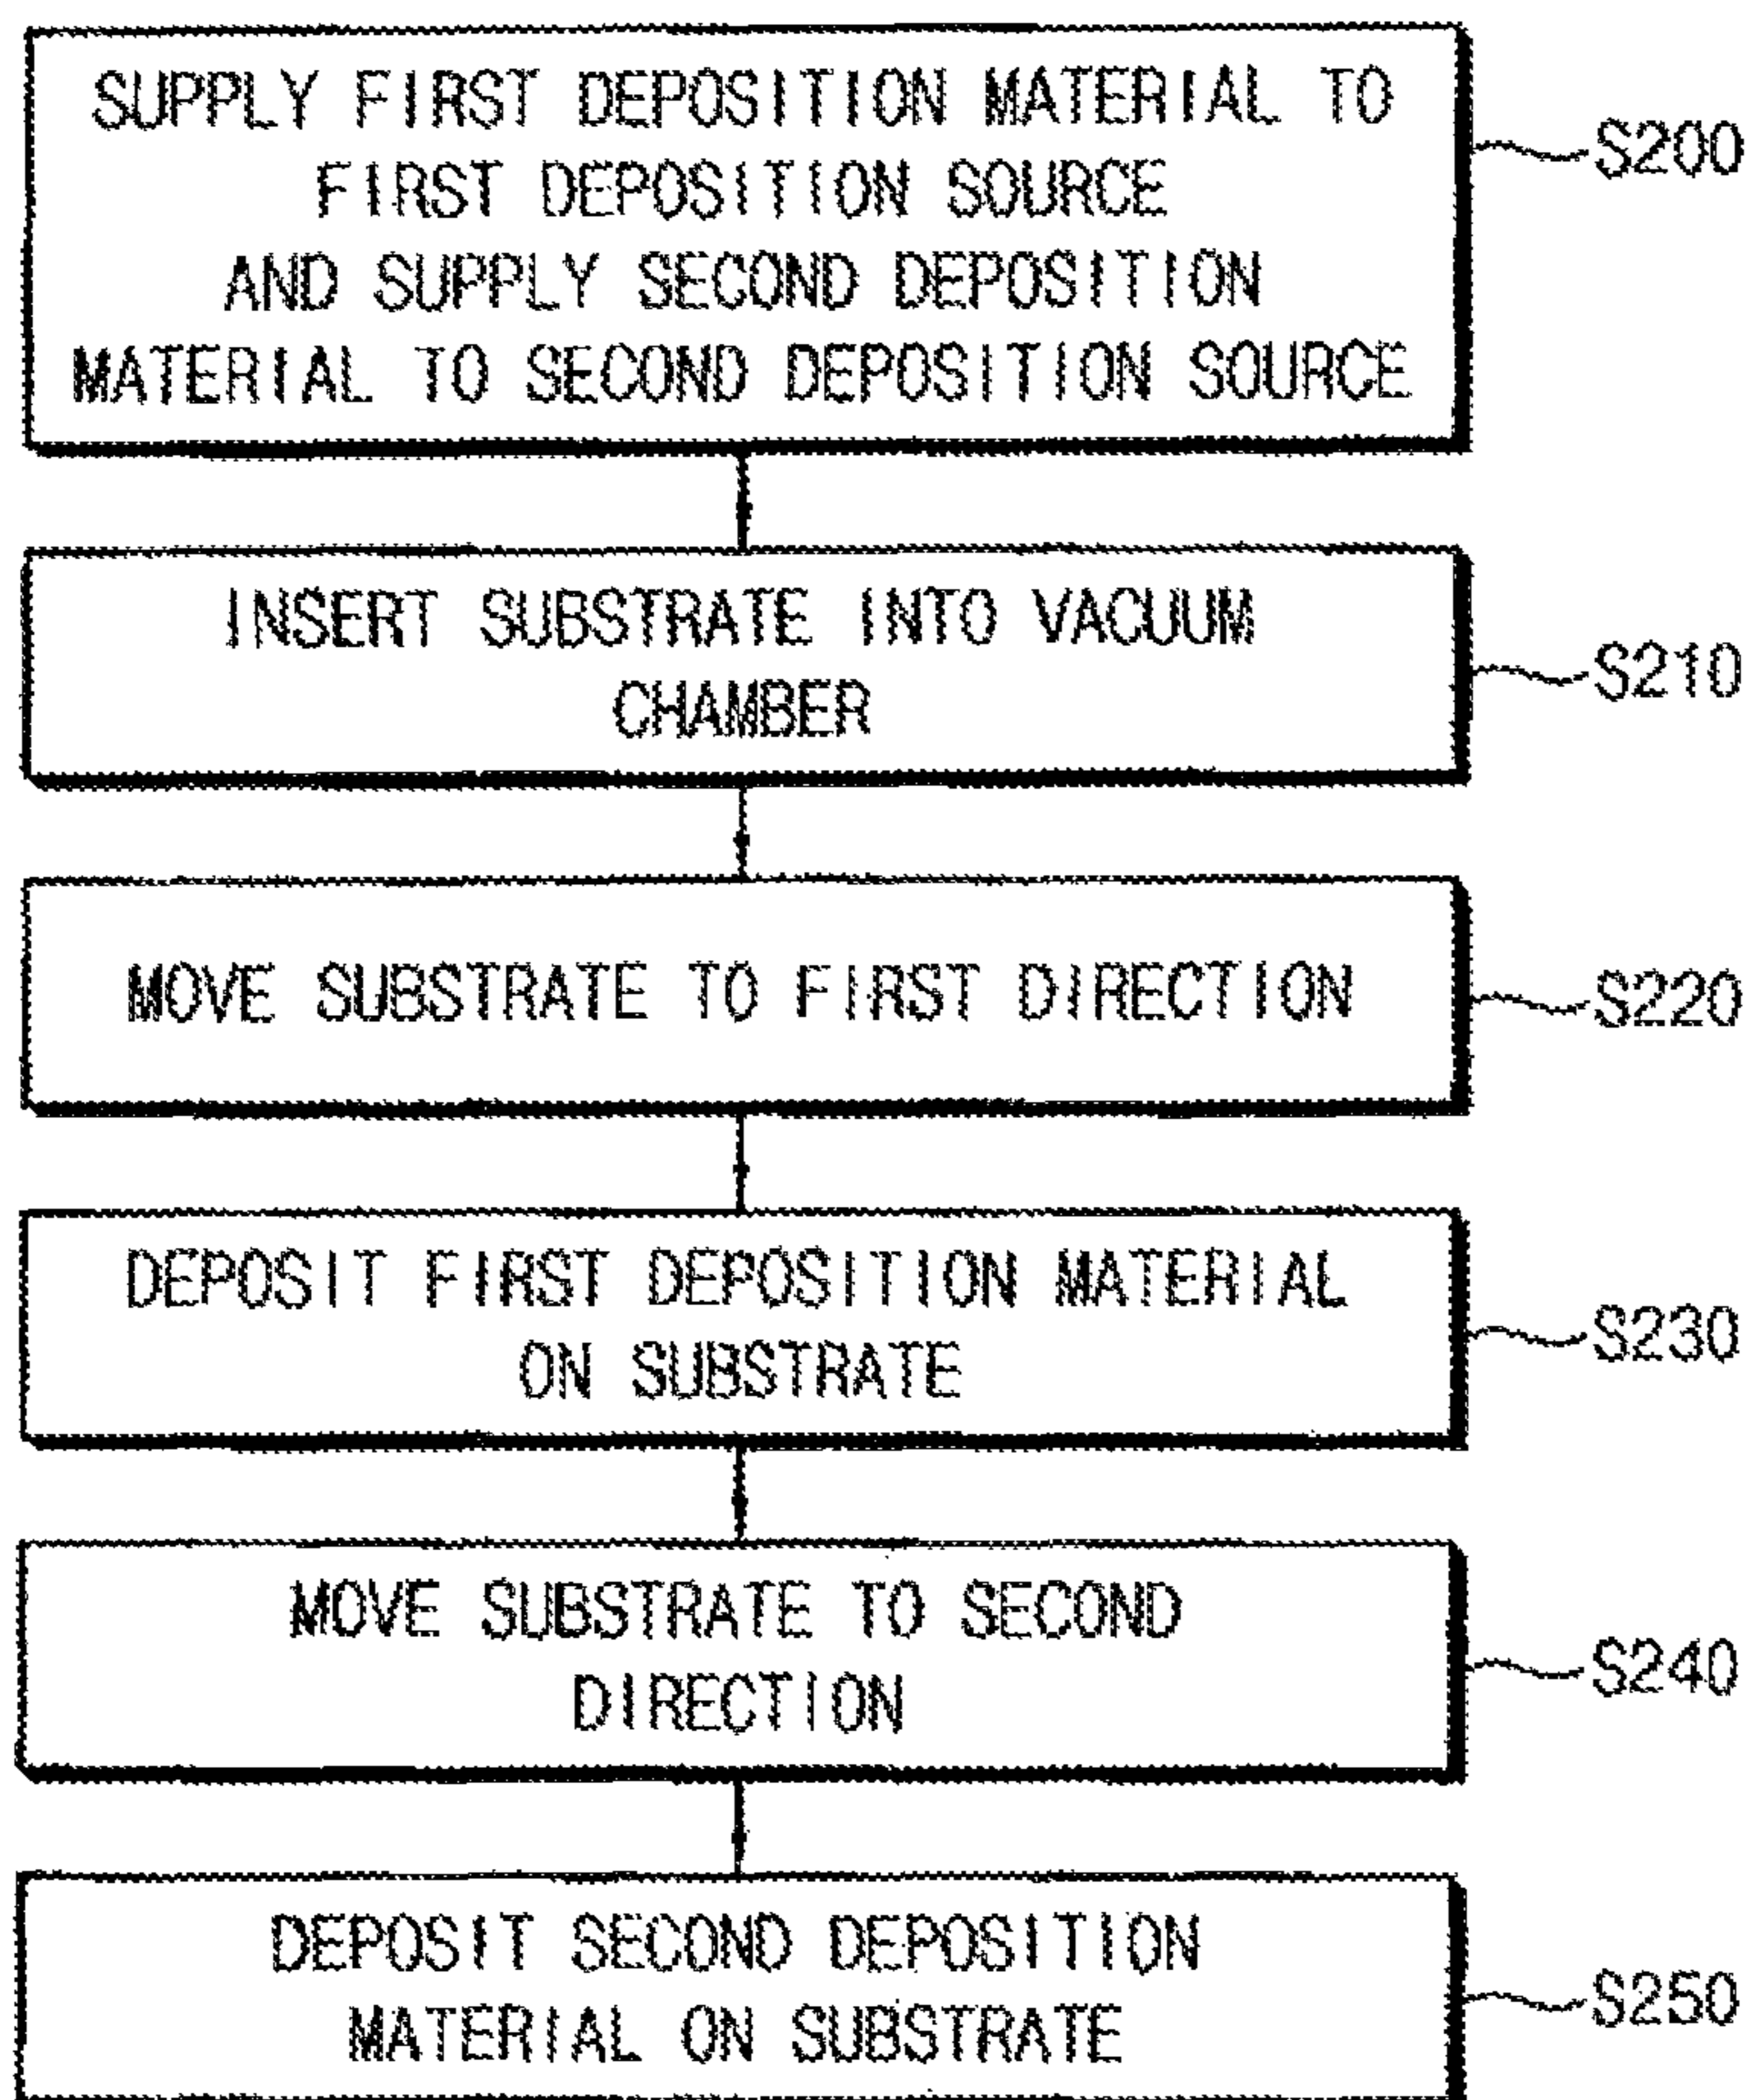 SUPPLY FIRST DEPOSITION MATERIAL TO
FIRST DEPOSITION SOURCE
AND SUPPLY SECOND DEPOSITION
MATERIAL TO SECOND DEPOSITION SOURCE
S200
INSERT SUBSTRATE INTO VACUUM
CHAMBER
S210
MOVE SUBSTRATE TO FIRST DIRECTION
S220
DEPOSIT FIRST DEPOSITION MATERIAL
ON SUBSTRATE
S230
MOVE SUBSTRATE TO SECOND
DIRECTION
S240
DEPOSIT SECOND DEPOSITION
MATERIAL ON SUBSTRATE
S250